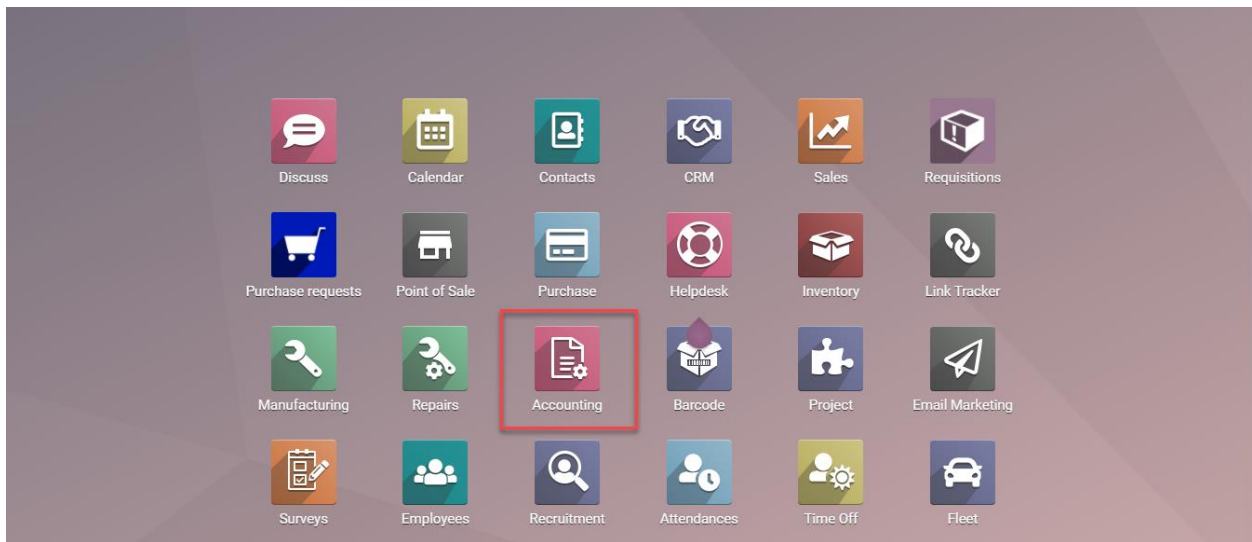 Discuss
Calendar
Contacts
CRM
Sales
Requisitions
Purchase requests
Point of Sale
Purchase
Helpdesk
Inventory
Link Tracker
Manufacturing
Repairs
Accounting
Barcode
Project
Email Marketing
Surveys
Employees
Recruitment
Attendances
Time Off
Fleet